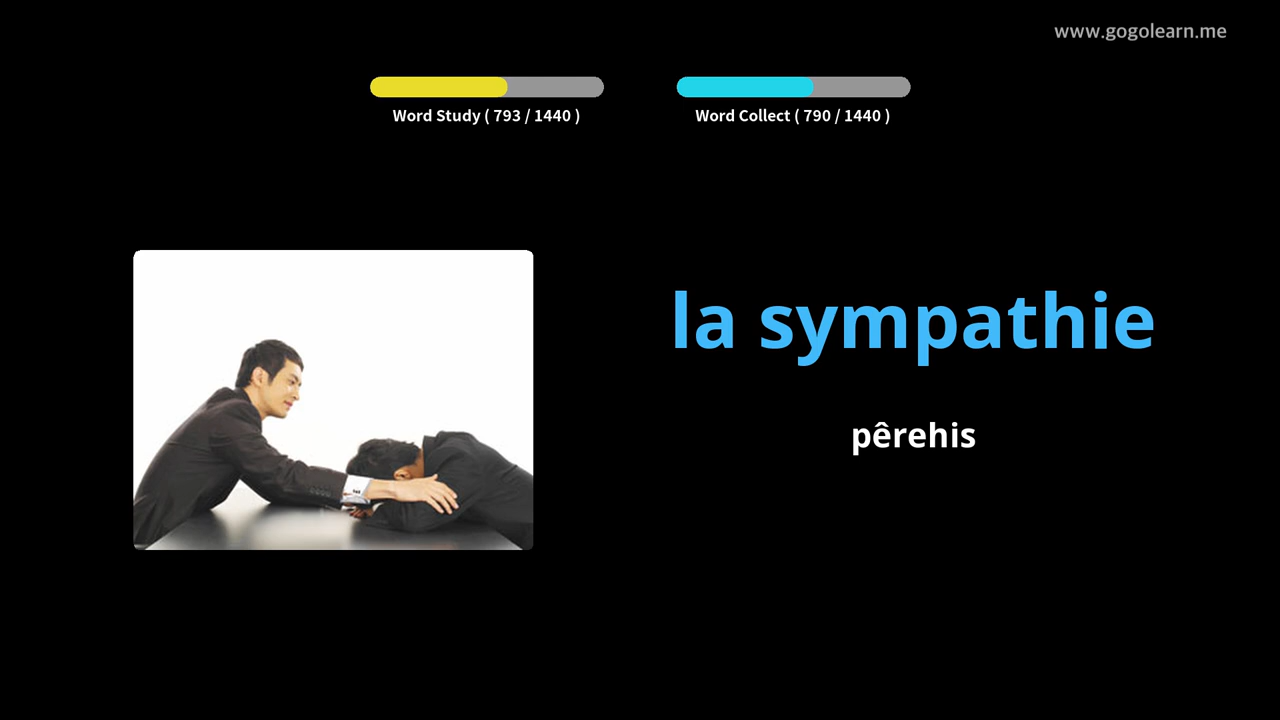 www.gogolearn.me
Word Study ( 793 / 1440 )
Word Collect ( 790 / 1440 )
la sympathie
pêrehis